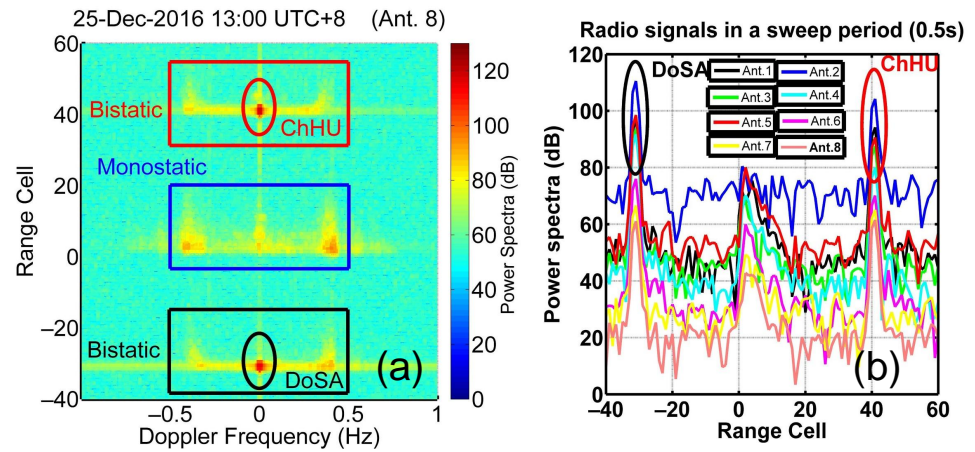 25-Dec-2016 13:00 UTC+8 (Ant. 8)
60
40
20
0
−20
−40
Range Cell
Bistatic
ChHU
Monostatic
Bistatic
DoSA
(a)
−0.5
0
0.5
1
Doppler Frequency (Hz)
120
100
80
60
40
20
0
Power Spectra (dB)
Radio signals in a sweep period (0.5s)
120
100
80
60
40
20
0
Power spectra (dB)
DoSA
ChHU
Ant.1
Ant.2
Ant.3
Ant.4
Ant.5
Ant.6
Ant.7
Ant.8
(b)
−40
−20
0
20
40
60
Range Cell